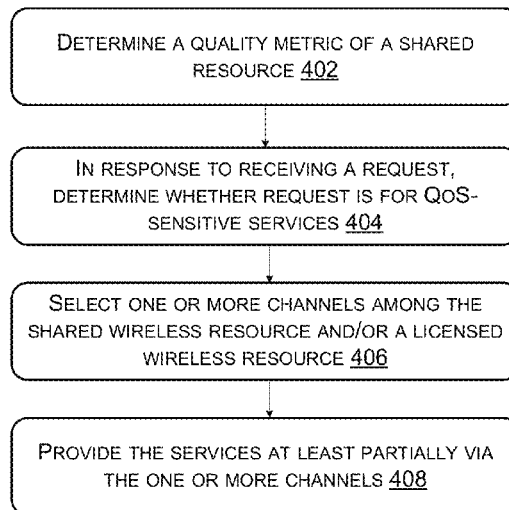 DETERMINE A QUALITY METRIC OF A SHARED
RESOURCE 402
IN RESPONSE TO RECEIVING A REQUEST,
DETERMINE WHETHER REQUEST IS FOR QOS-
SENSITIVE SERVICES 404
SELECT ONE OR MORE CHANNELS AMONG THE
SHARED WIRELESS RESOURCE AND/OR A LICENSED
WIRELESS RESOURCE 406
PROVIDE THE SERVICES AT LEAST PARTIALLY VIA
THE ONE OR MORE CHANNELS 408